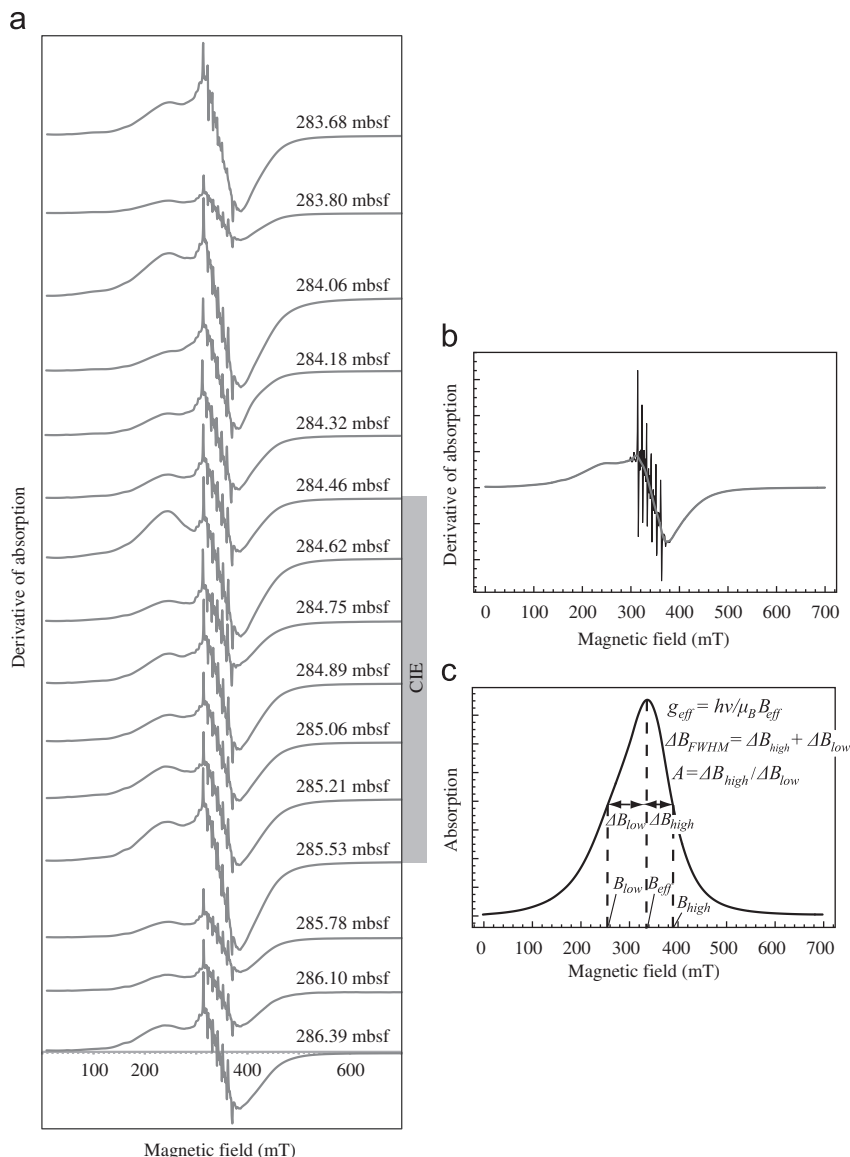 a
283.68 mbsf
283.80 mbsf
284.06 mbsf
284.18 mbsf
284.32 mbsf
284.46 mbsf
284.62 mbsf
284.75 mbsf
284.89 mbsf
285.06 mbsf
285.21 mbsf
285.53 mbsf
285.78 mbsf
286.10 mbsf
286.39 mbsf
100 200 400 600
Magnetic field (mT)
Derivative of absorption
CIE
b
Derivative of absorption
0 100 200 300 400 500 600 700
Magnetic field (mT)
c
g_eff = hν/μ_B B_eff
ΔB_FWHM = ΔB_high + ΔB_low
A = ΔB_high / ΔB_low
ΔB_low ΔB_high
B_low B_eff B_high
Absorption
0 100 200 300 400 500 600 700
Magnetic field (mT)